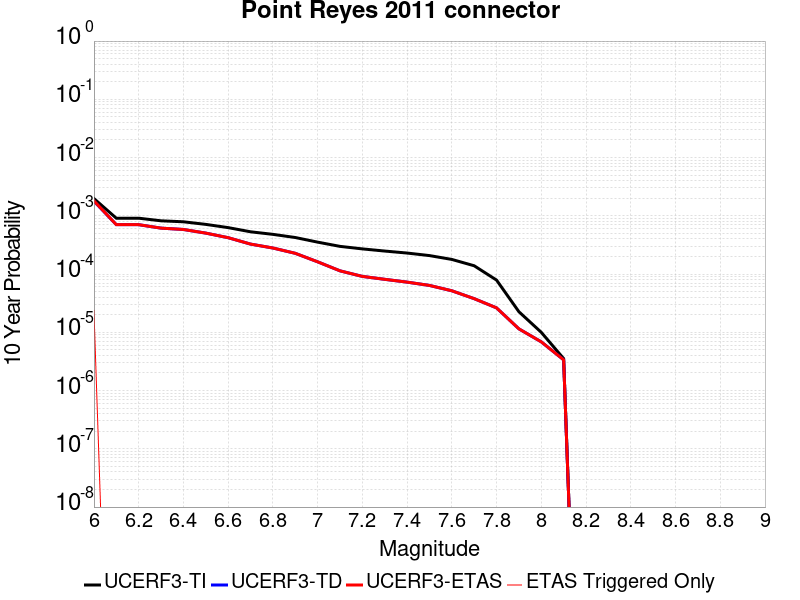 Point Reyes 2011 connector
10^0
10^-1
10^-2
10^-3
10^-4
10^-5
10^-6
10^-7
10^-8
10 Year Probability
6 6.2 6.4 6.6 6.8 7 7.2 7.4 7.6 7.8 8 8.2 8.4 8.6 8.8 9
Magnitude
UCERF3-TI UCERF3-TD UCERF3-ETAS ETAS Triggered Only